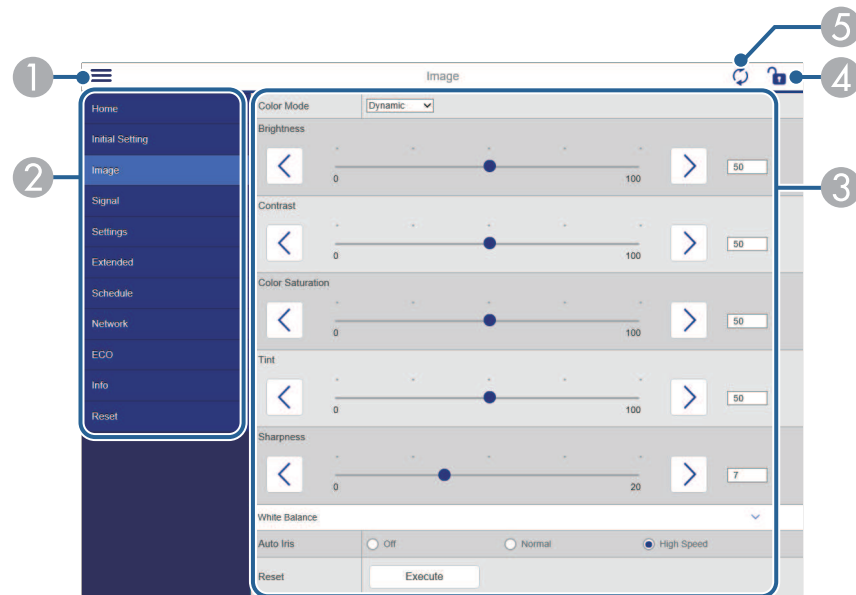 5
1
Image
4
Home
Color Mode
Dynamic
Brightness
Initial Setting
2
Image
0
100
50
3
Signal
Contrast
Settings
0
100
50
Extended
Color Saturation
Schedule
Network
0
100
50
ECO
Tint
Info
0
100
50
Reset
Sharpness
0
20
7
White Balance
Auto Iris
Off
Normal
High Speed
Reset
Execute